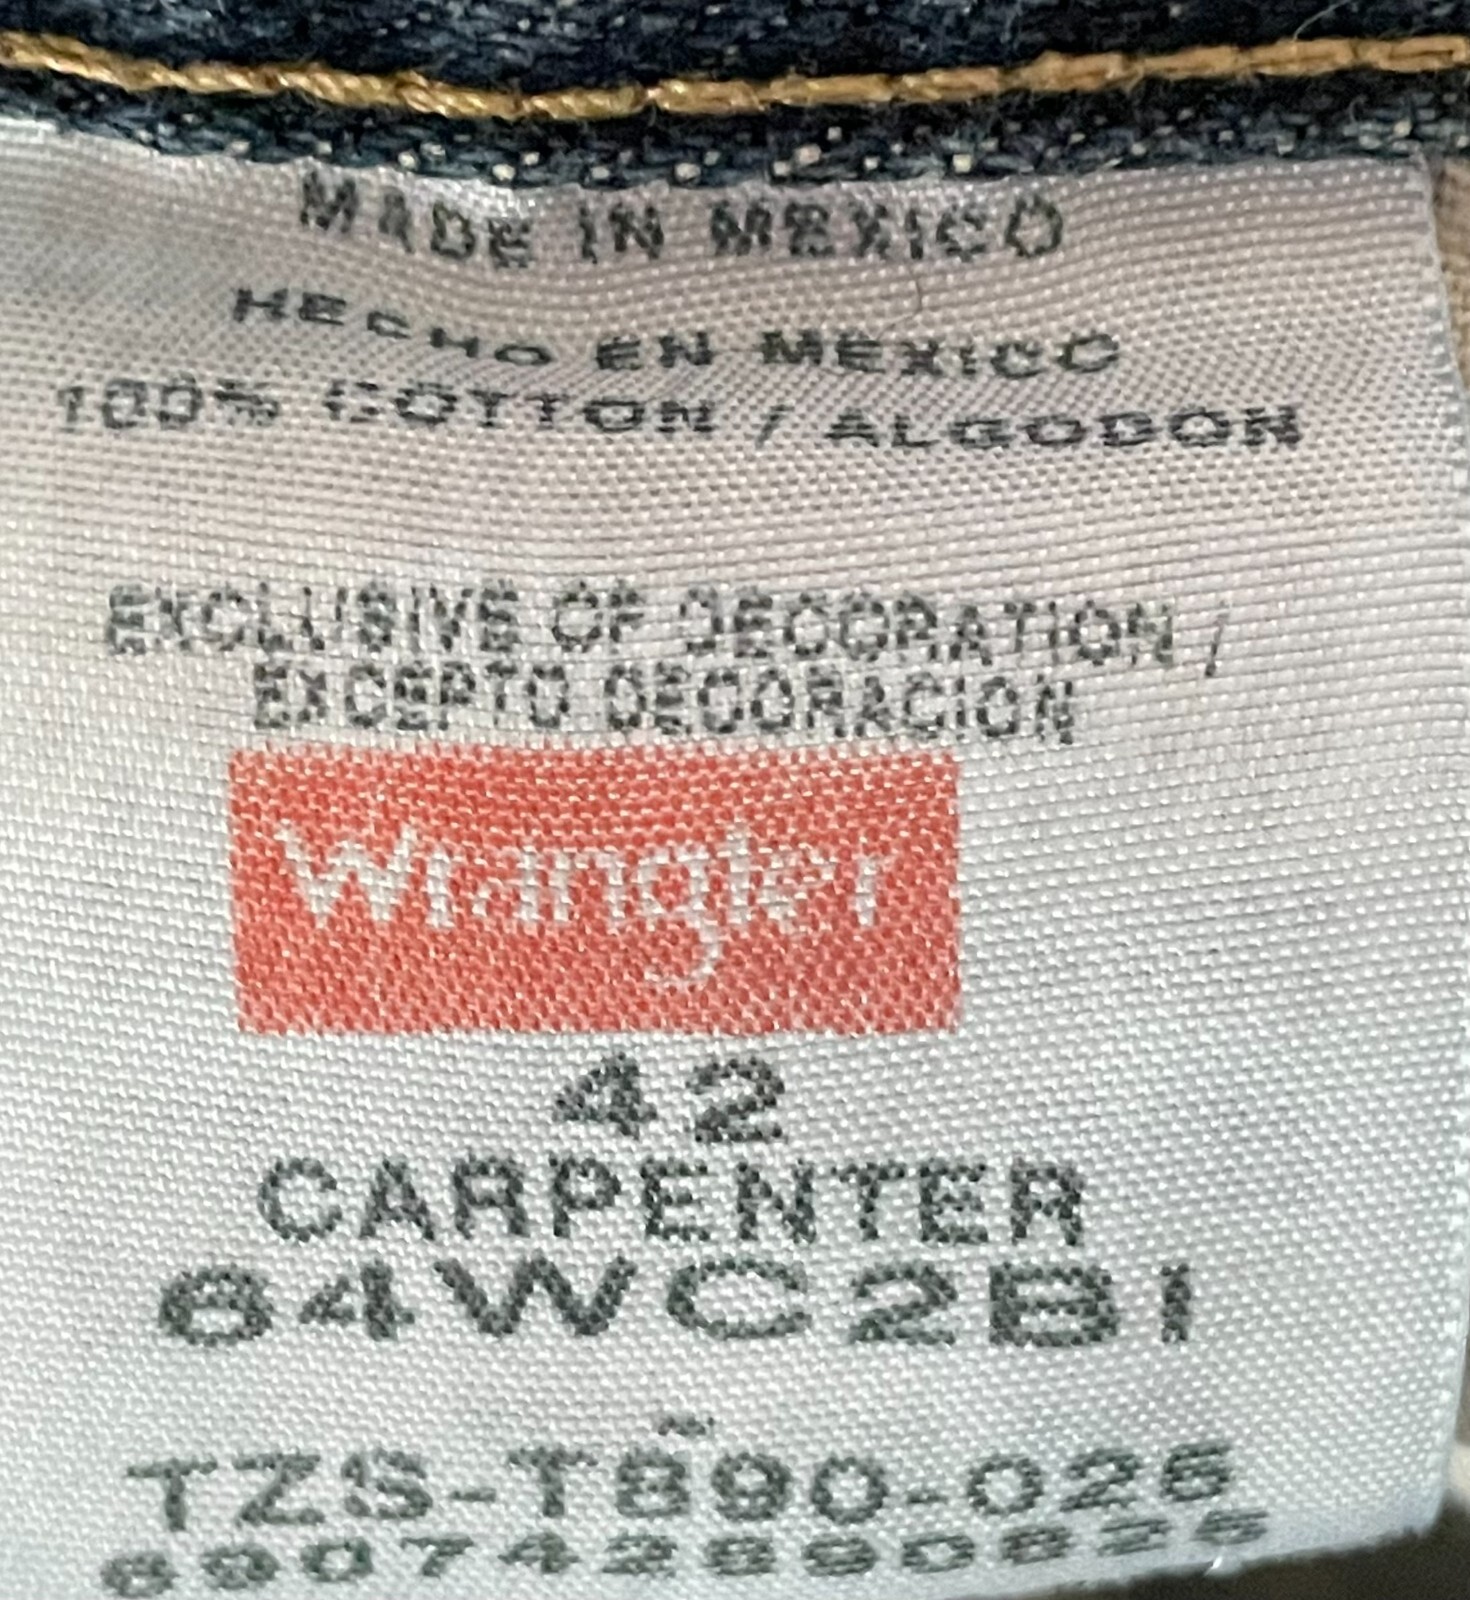 MADE IN MEXICO
HECHO EN MEXICO
100% COTTON / ALGODON
EXCLUSIVE OF DECORATION /
EXCEPTO DECORACION
Wrangler
42
CARPENTER
64WC2BI
TZS-T890-026